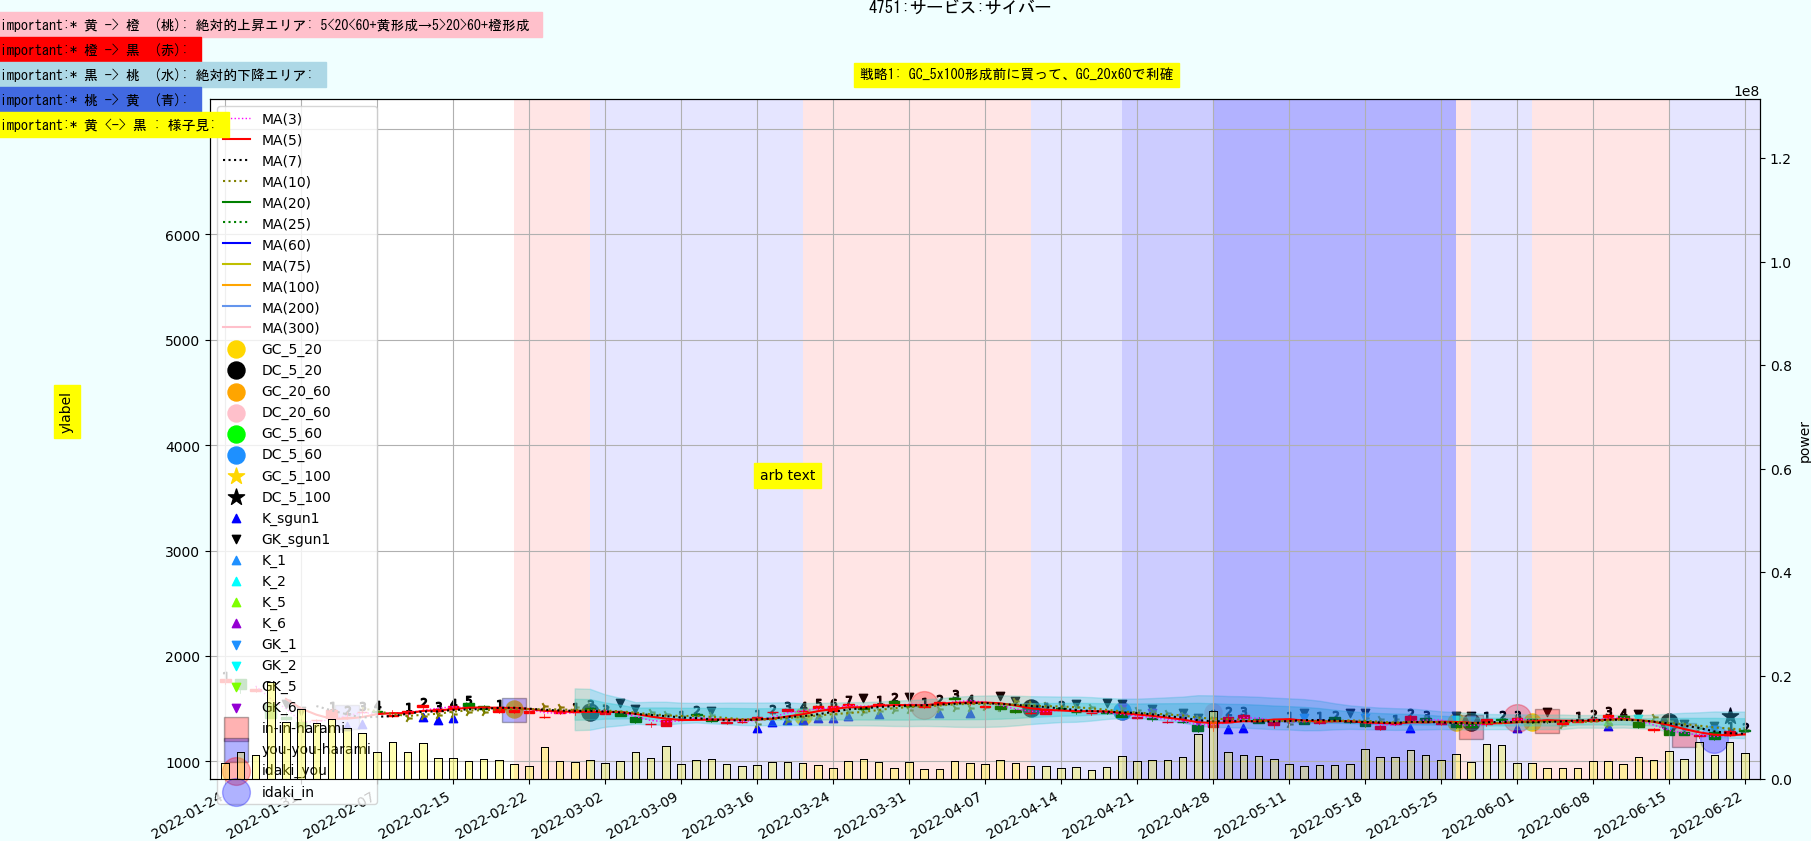 4751:サービス:サイバー
important:* 黄 -> 橙 (桃): 絶対的上昇エリア: 5<20<60+黄形成→5>20>60+橙形成
important:* 橙 -> 黒 (赤):
important:* 黒 -> 桃 (水): 絶対的下降エリア:
戦略1: GC_5x100形成前に買って、GC_20x60で利確
important:* 桃 -> 黄 (青):
important:* 黄 <-> 黒 : 様子見:
1e8
MA(3)
MA(5)
MA(7)
MA(10)
MA(20)
MA(25)
MA(60)
MA(75)
MA(100)
MA(200)
MA(300)
GC_5_20
DC_5_20
GC_20_60
DC_20_60
GC_5_60
DC_5_60
GC_5_100
DC_5_100
K_sgun1
GK_sgun1
K_1
K_2
K_5
K_6
GK_1
GK_2
GK_5
GK_6
in-in-harami
you-you-harami
idaki_you
idaki_in
6000
5000
4000
3000
2000
1000
ylabel
arb text
1.2
1.0
0.8
0.6
0.4
0.2
0.0
power
2022-01-24
2022-01-31
2022-02-07
2022-02-15
2022-02-22
2022-03-02
2022-03-09
2022-03-16
2022-03-24
2022-03-31
2022-04-07
2022-04-14
2022-04-21
2022-04-28
2022-05-11
2022-05-18
2022-05-25
2022-06-01
2022-06-08
2022-06-15
2022-06-22